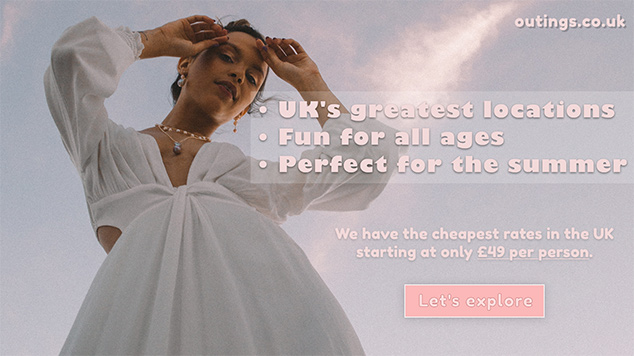 outings.co.uk
• UK's greatest locations
• Fun for all ages
• Perfect for the summer
We have the cheapest rates in the UK
starting at only £49 per person.
Let's explore